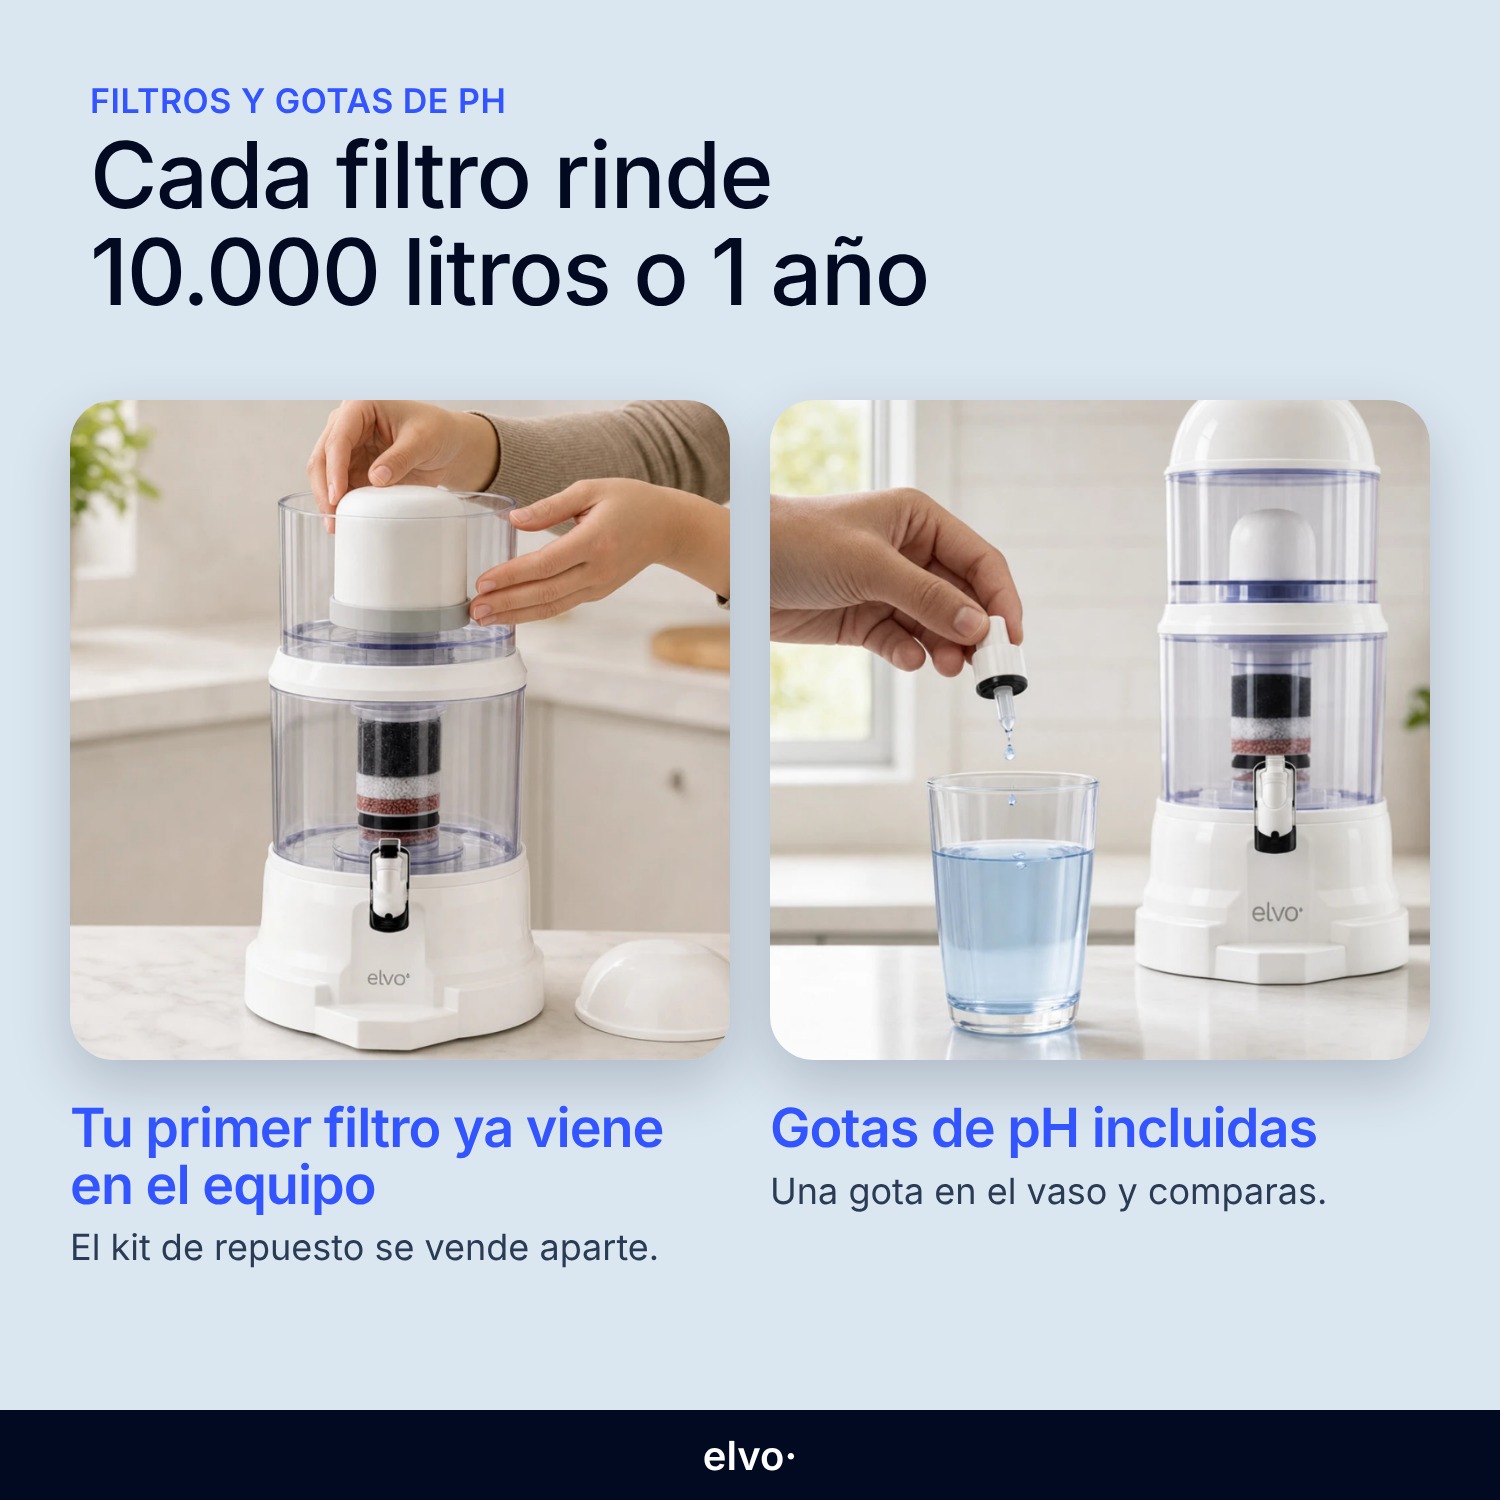 FILTROS Y GOTAS DE PH
Cada filtro rinde
10.000 litros o 1 año
elvo
elvo
Tu primer filtro ya viene
en el equipo
El kit de repuesto se vende aparte.
Gotas de pH incluidas
Una gota en el vaso y comparas.
elvo·